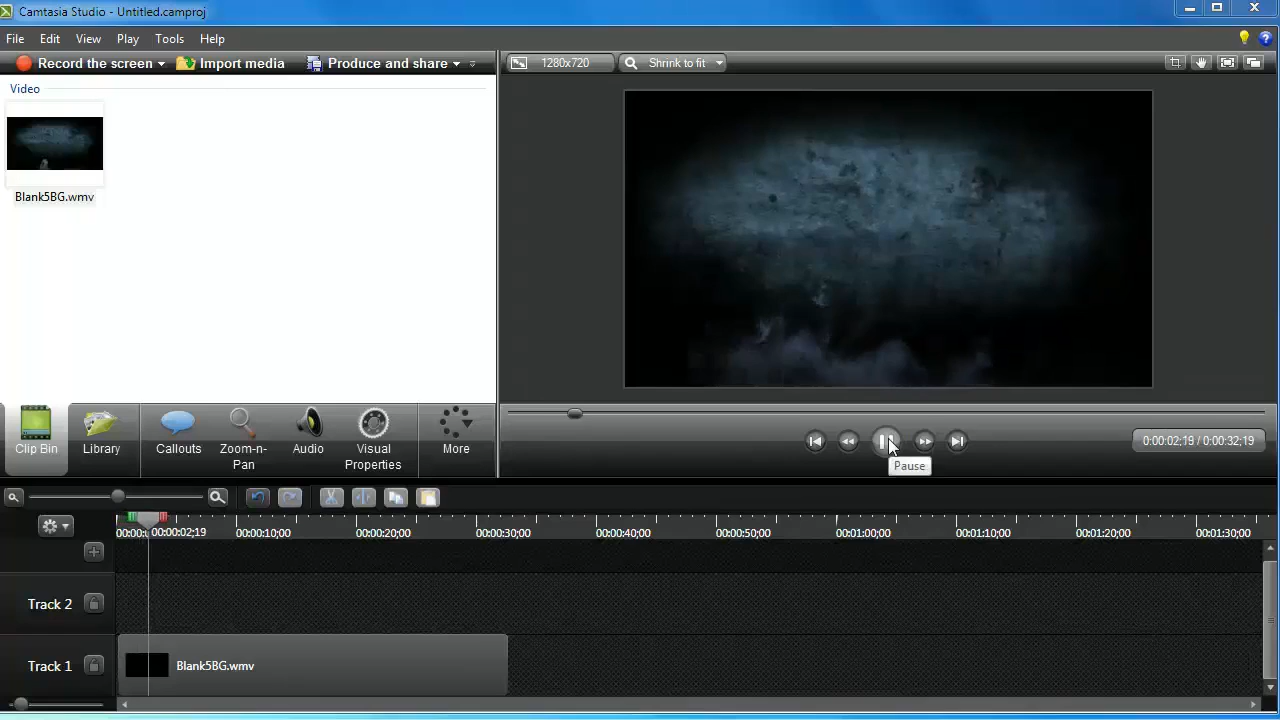 Camtasia Studio - Untitled.camproj
File Edit View Play Tools Help
Record the screen Import media Produce and share 1280x720 Shrink to fit
Video
Blank5BG.wmv
Clip Bin Library Callouts Zoom-n-Pan Audio Visual Properties More
0:00:02;19 / 0:00:32;19
Pause
00:00:02;19 00:00:10;00 00:00:20;00 00:00:30;00 00:00:40;00 00:00:50;00 00:01:00;00 00:01:10;00 00:01:20;00 00:01:30;00
Track 2
Track 1 Blank5BG.wmv